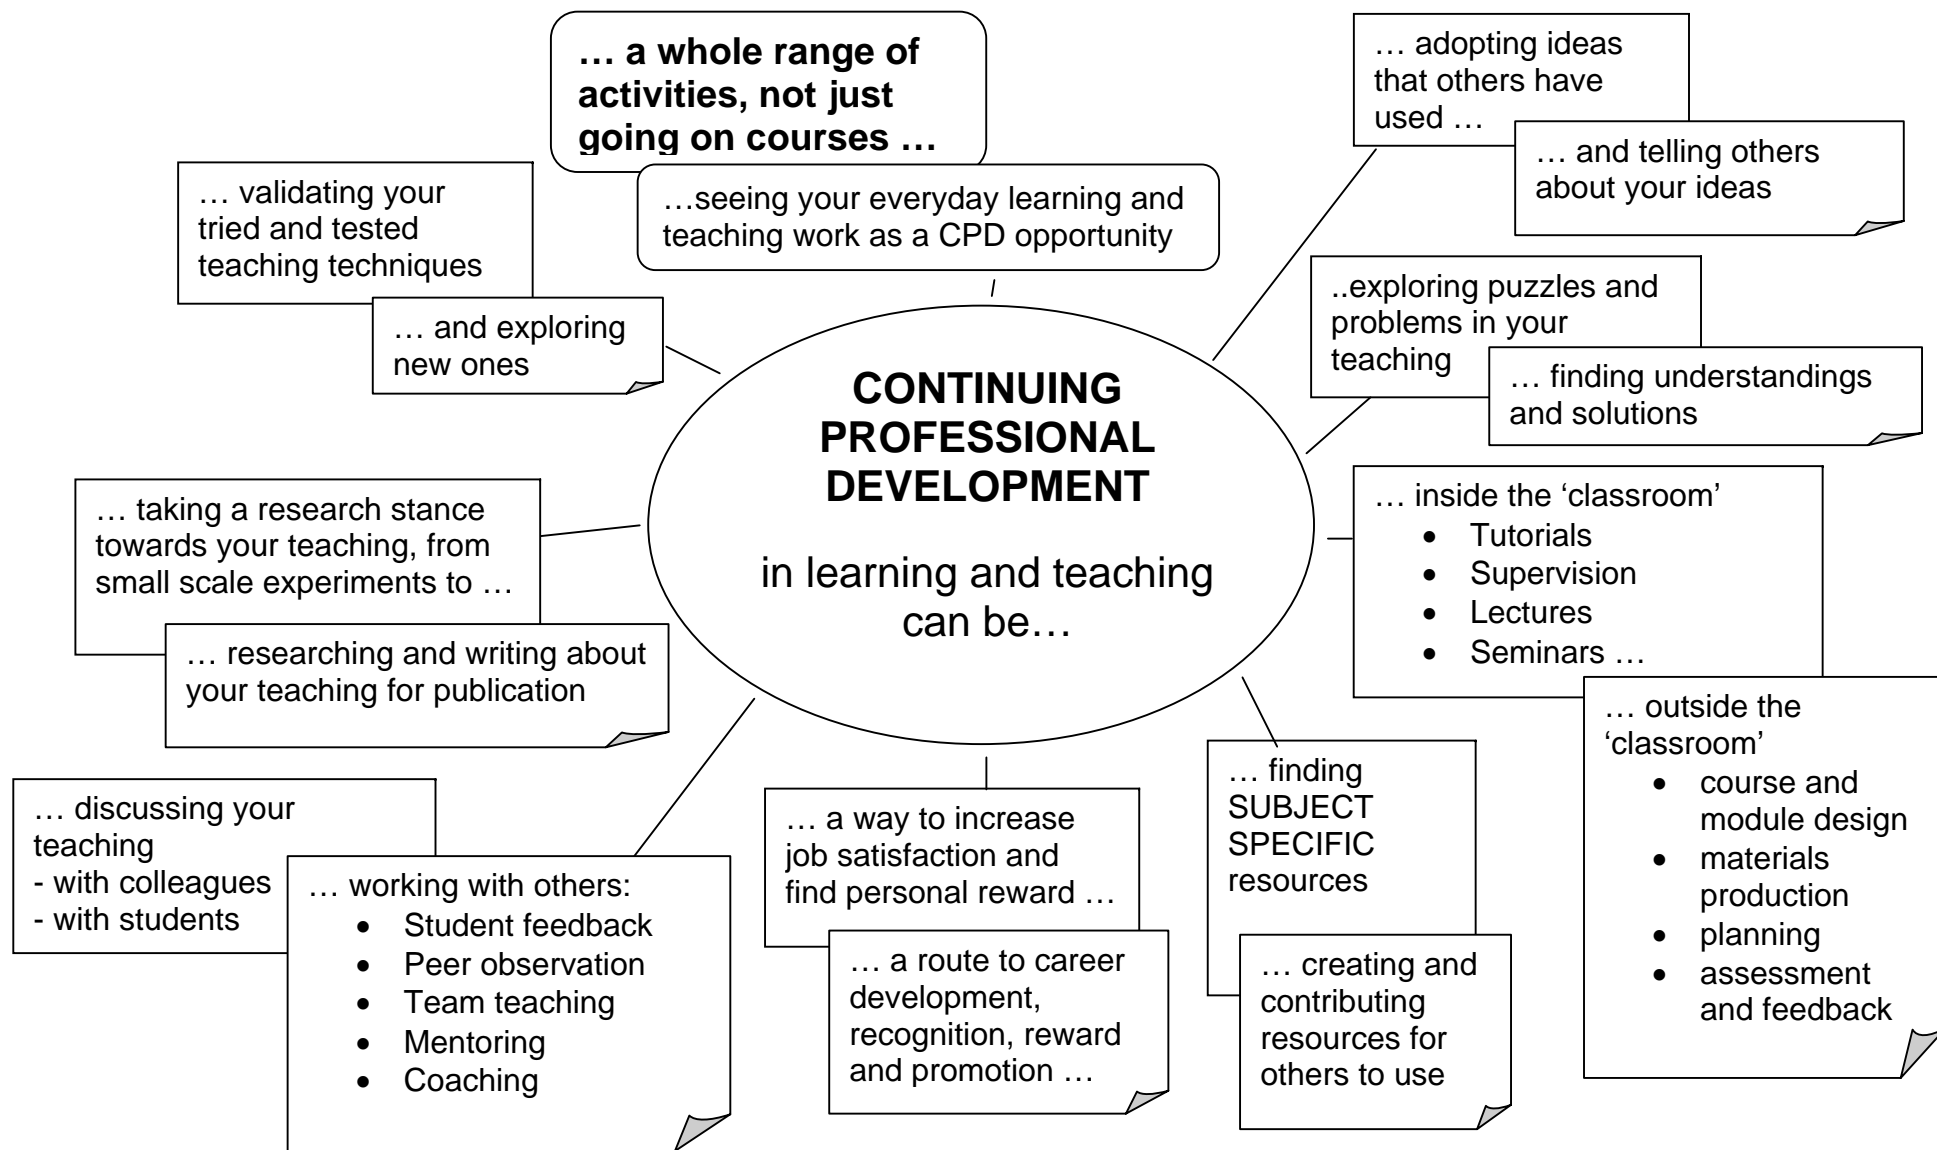 … a whole range of
activities, not just
going on courses …
…seeing your everyday learning and
teaching work as a CPD opportunity
… adopting ideas
that others have
used …
… and telling others
about your ideas
… validating your
tried and tested
teaching techniques
… and exploring
new ones
..exploring puzzles and
problems in your
teaching
… finding understandings
and solutions
CONTINUING
PROFESSIONAL
DEVELOPMENT
in learning and teaching
can be…
… taking a research stance
towards your teaching, from
small scale experiments to …
… researching and writing about
your teaching for publication
… inside the ‘classroom’
• Tutorials
• Supervision
• Lectures
• Seminars …
… outside the
‘classroom’
• course and
module design
• materials
production
• planning
• assessment
and feedback
… discussing your
teaching
- with colleagues
- with students
… working with others:
• Student feedback
• Peer observation
• Team teaching
• Mentoring
• Coaching
… a way to increase
job satisfaction and
find personal reward …
… a route to career
development,
recognition, reward
and promotion …
… finding
SUBJECT
SPECIFIC
resources
… creating and
contributing
resources for
others to use